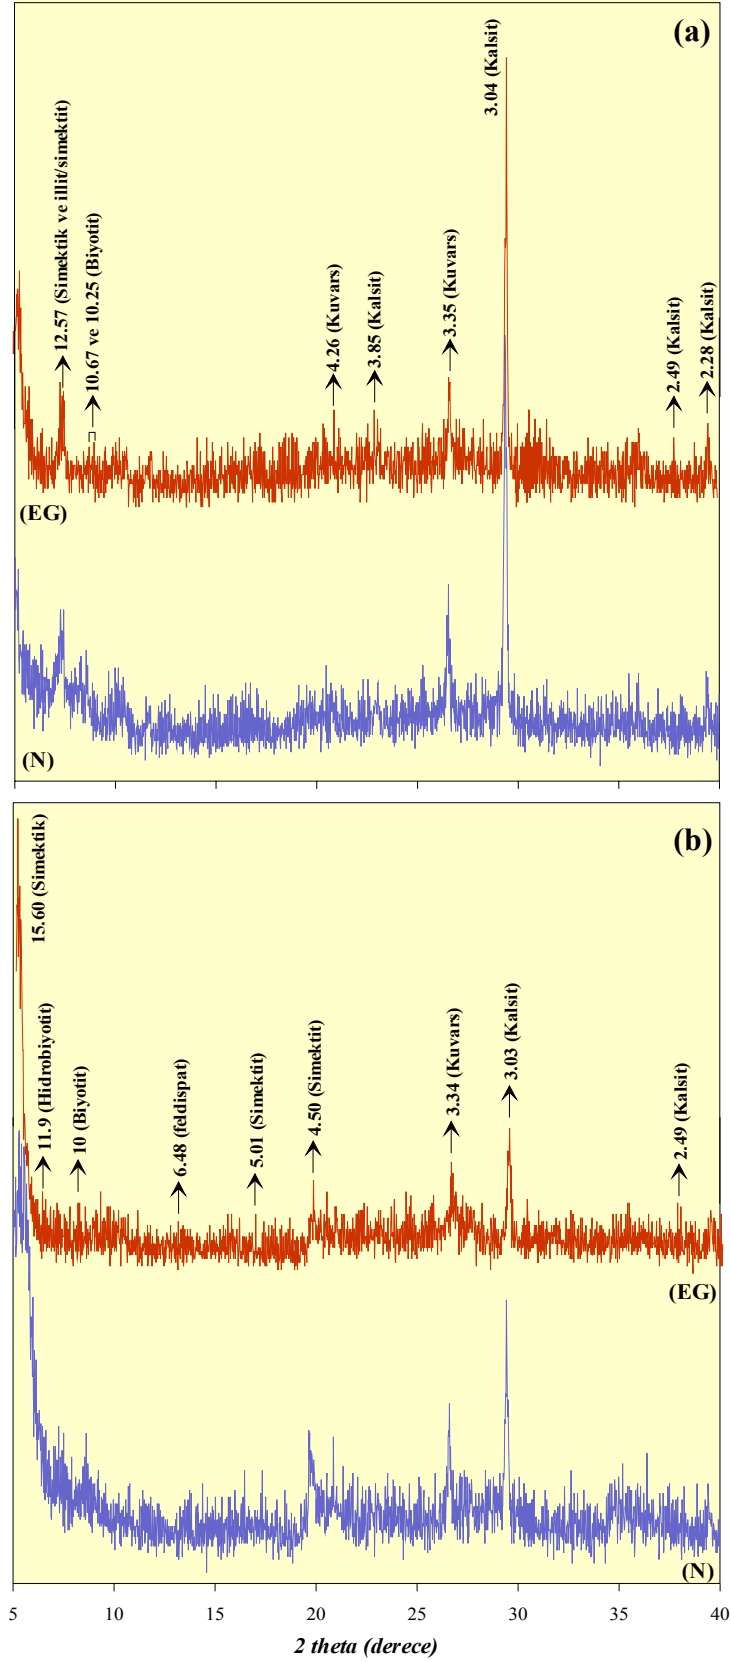 (a)
12.57 (Simektik ve illit/simektit)
10.67 ve 10.25 (Biyotit)
4.26 (Kuvars)
3.85 (Kalsit)
3.35 (Kuvars)
3.04 (Kalsit)
2.49 (Kalsit)
2.28 (Kalsit)
(EG)
(N)
(b)
15.60 (Simektik)
11.9 (Hidrobiyotit)
10 (Biyotit)
6.48 (feldispat)
5.01 (Simektit)
4.50 (Simektit)
3.34 (Kuvars)
3.03 (Kalsit)
2.49 (Kalsit)
(EG)
(N)
5 10 15 20 25 30 35 40
2 theta (derece)